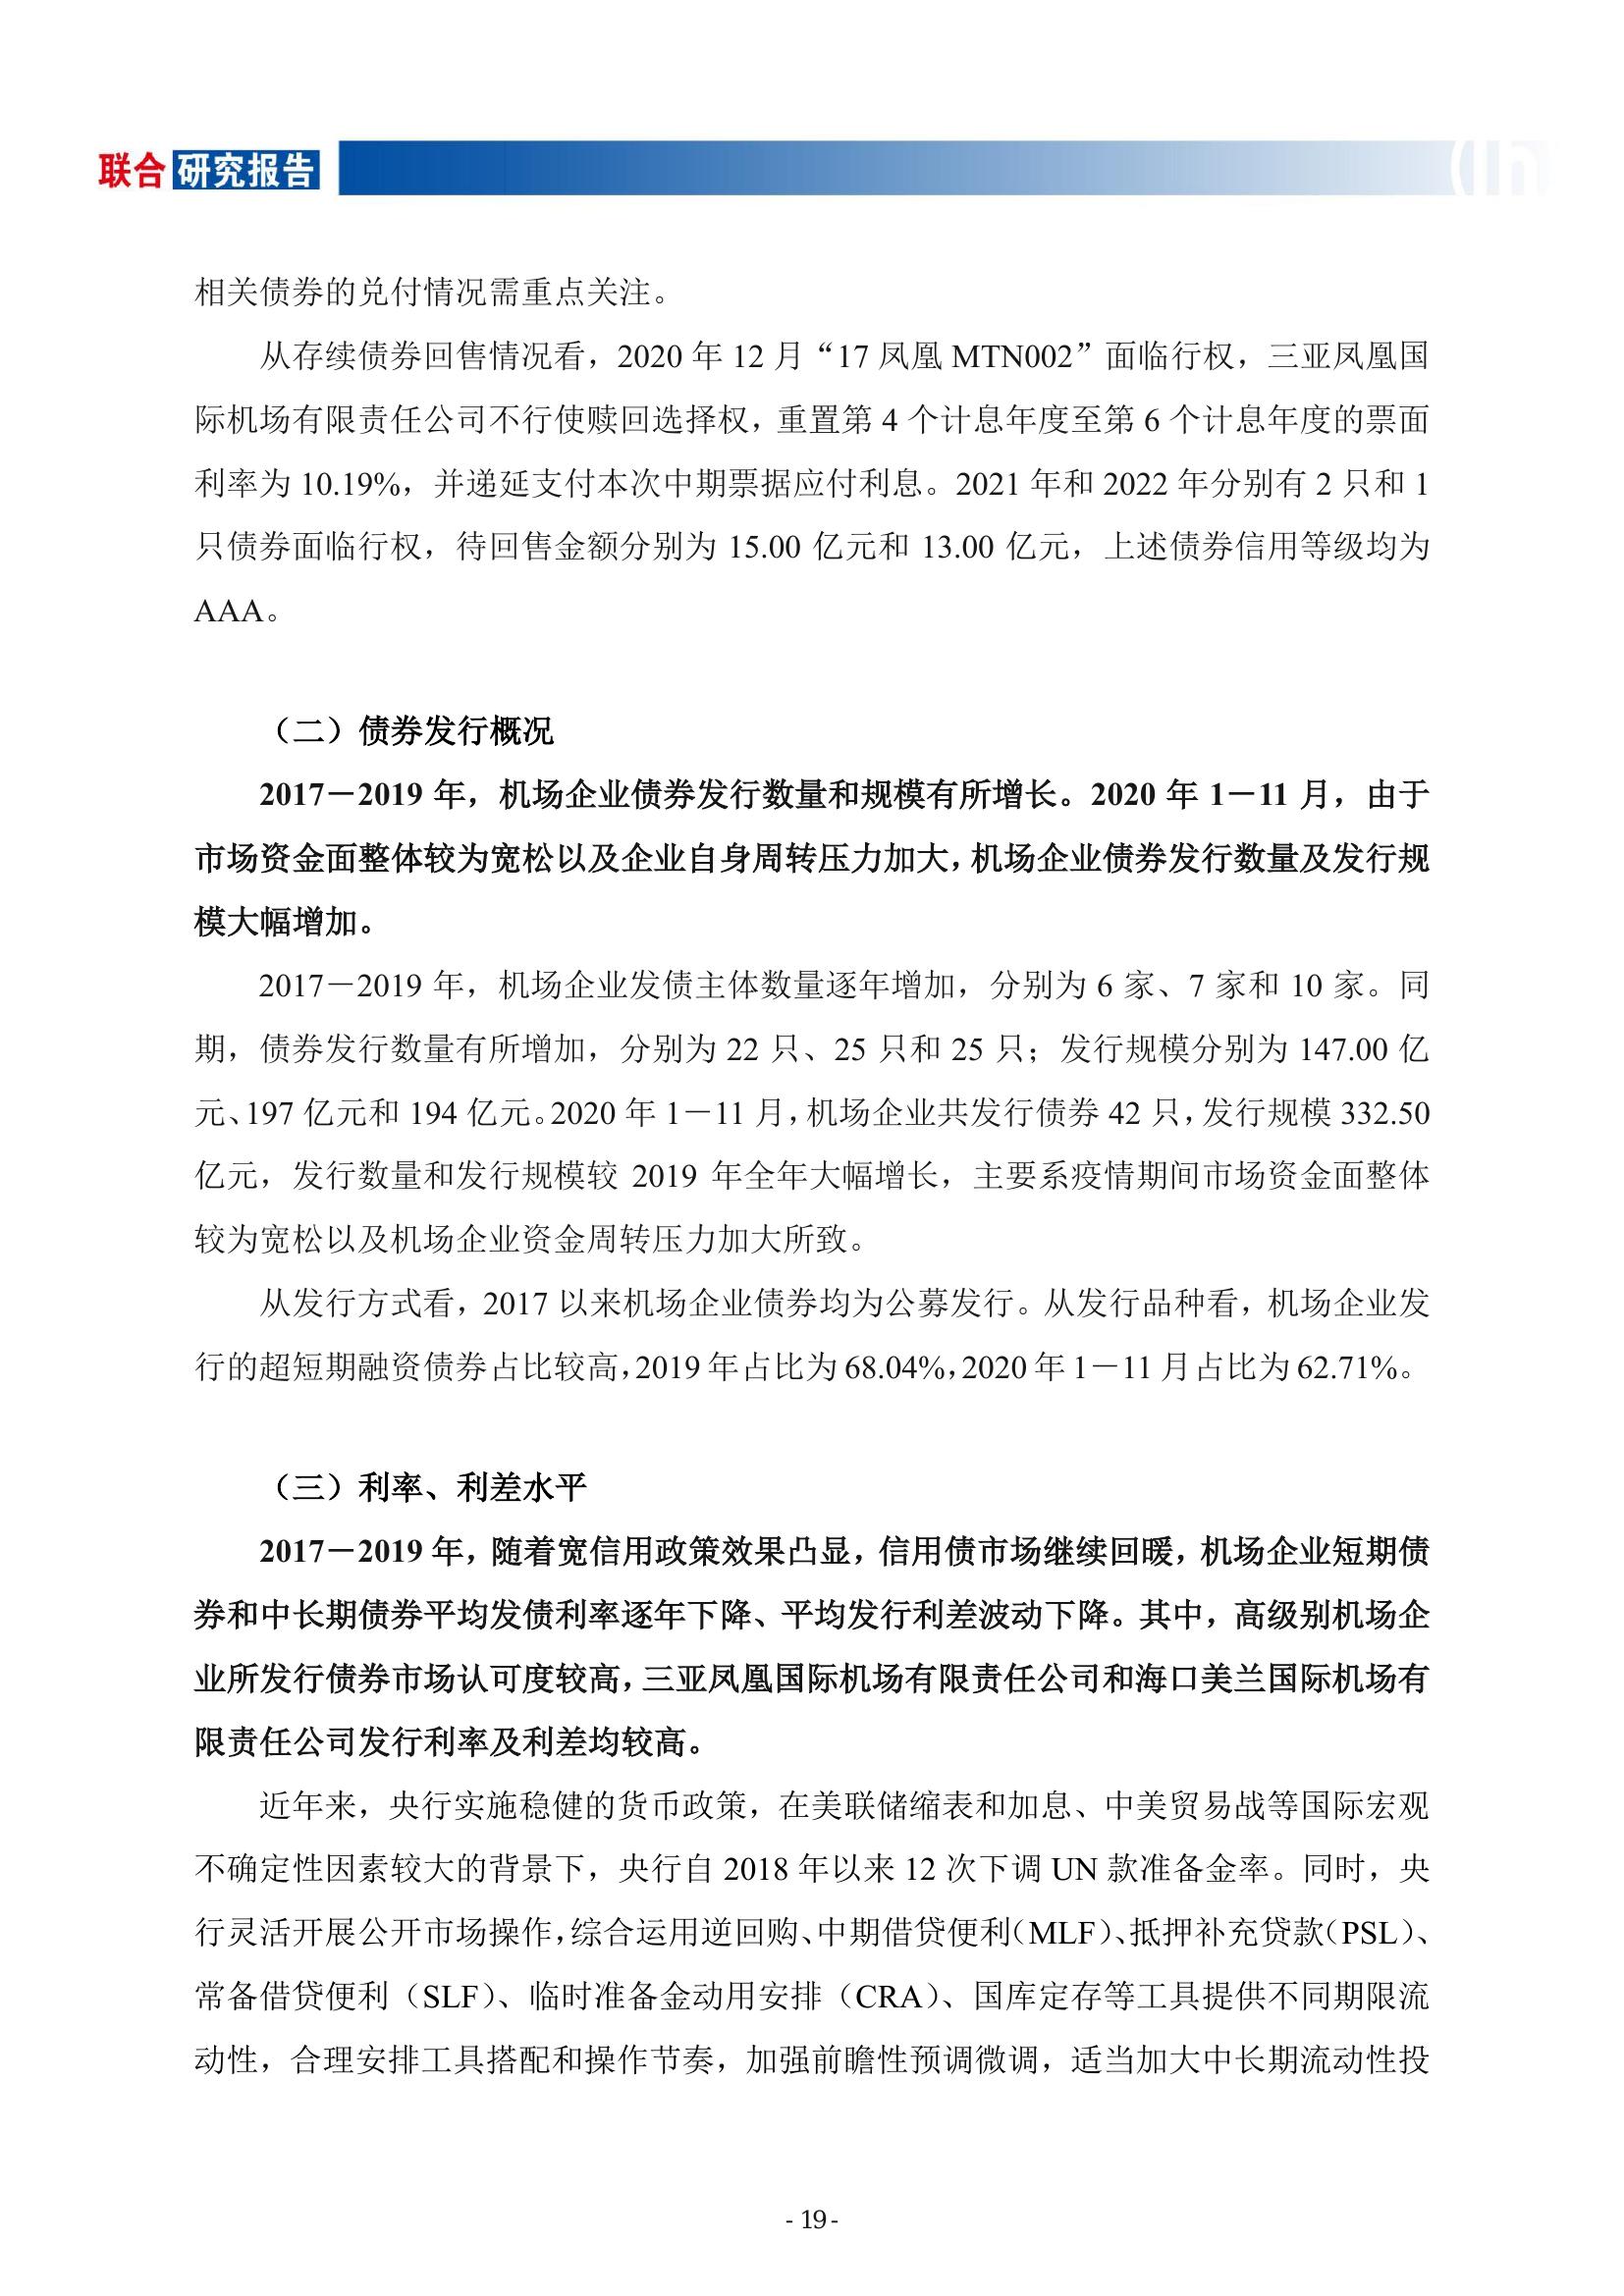 联合 研究报告
相关债券的兑付情况需重点关注。
从存续债券回售情况看，2020 年 12 月“17 凤凰 MTN002”面临行权，三亚凤凰国
际机场有限责任公司不行使赎回选择权，重置第 4 个计息年度至第 6 个计息年度的票面
利率为 10.19%，并递延支付本次中期票据应付利息。2021 年和 2022 年分别有 2 只和 1
只债券面临行权，待回售金额分别为 15.00 亿元和 13.00 亿元，上述债券信用等级均为
AAA。
（二）债券发行概况
2017－2019 年，机场企业债券发行数量和规模有所增长。2020 年 1－11 月，由于
市场资金面整体较为宽松以及企业自身周转压力加大，机场企业债券发行数量及发行规
模大幅增加。
2017－2019 年，机场企业发债主体数量逐年增加，分别为 6 家、7 家和 10 家。同
期，债券发行数量有所增加，分别为 22 只、25 只和 25 只；发行规模分别为 147.00 亿
元、197 亿元和 194 亿元。2020 年 1－11 月，机场企业共发行债券 42 只，发行规模 332.50
亿元，发行数量和发行规模较 2019 年全年大幅增长，主要系疫情期间市场资金面整体
较为宽松以及机场企业资金周转压力加大所致。
从发行方式看，2017 以来机场企业债券均为公募发行。从发行品种看，机场企业发
行的超短期融资债券占比较高，2019 年占比为 68.04%，2020 年 1－11 月占比为 62.71%。
（三）利率、利差水平
2017－2019 年，随着宽信用政策效果凸显，信用债市场继续回暖，机场企业短期债
券和中长期债券平均发债利率逐年下降、平均发行利差波动下降。其中，高级别机场企
业所发行债券市场认可度较高，三亚凤凰国际机场有限责任公司和海口美兰国际机场有
限责任公司发行利率及利差均较高。
近年来，央行实施稳健的货币政策，在美联储缩表和加息、中美贸易战等国际宏观
不确定性因素较大的背景下，央行自 2018 年以来 12 次下调 UN 款准备金率。同时，央
行灵活开展公开市场操作，综合运用逆回购、中期借贷便利（MLF）、抵押补充贷款（PSL）、
常备借贷便利（SLF）、临时准备金动用安排（CRA）、国库定存等工具提供不同期限流
动性，合理安排工具搭配和操作节奏，加强前瞻性预调微调，适当加大中长期流动性投
- 19 -